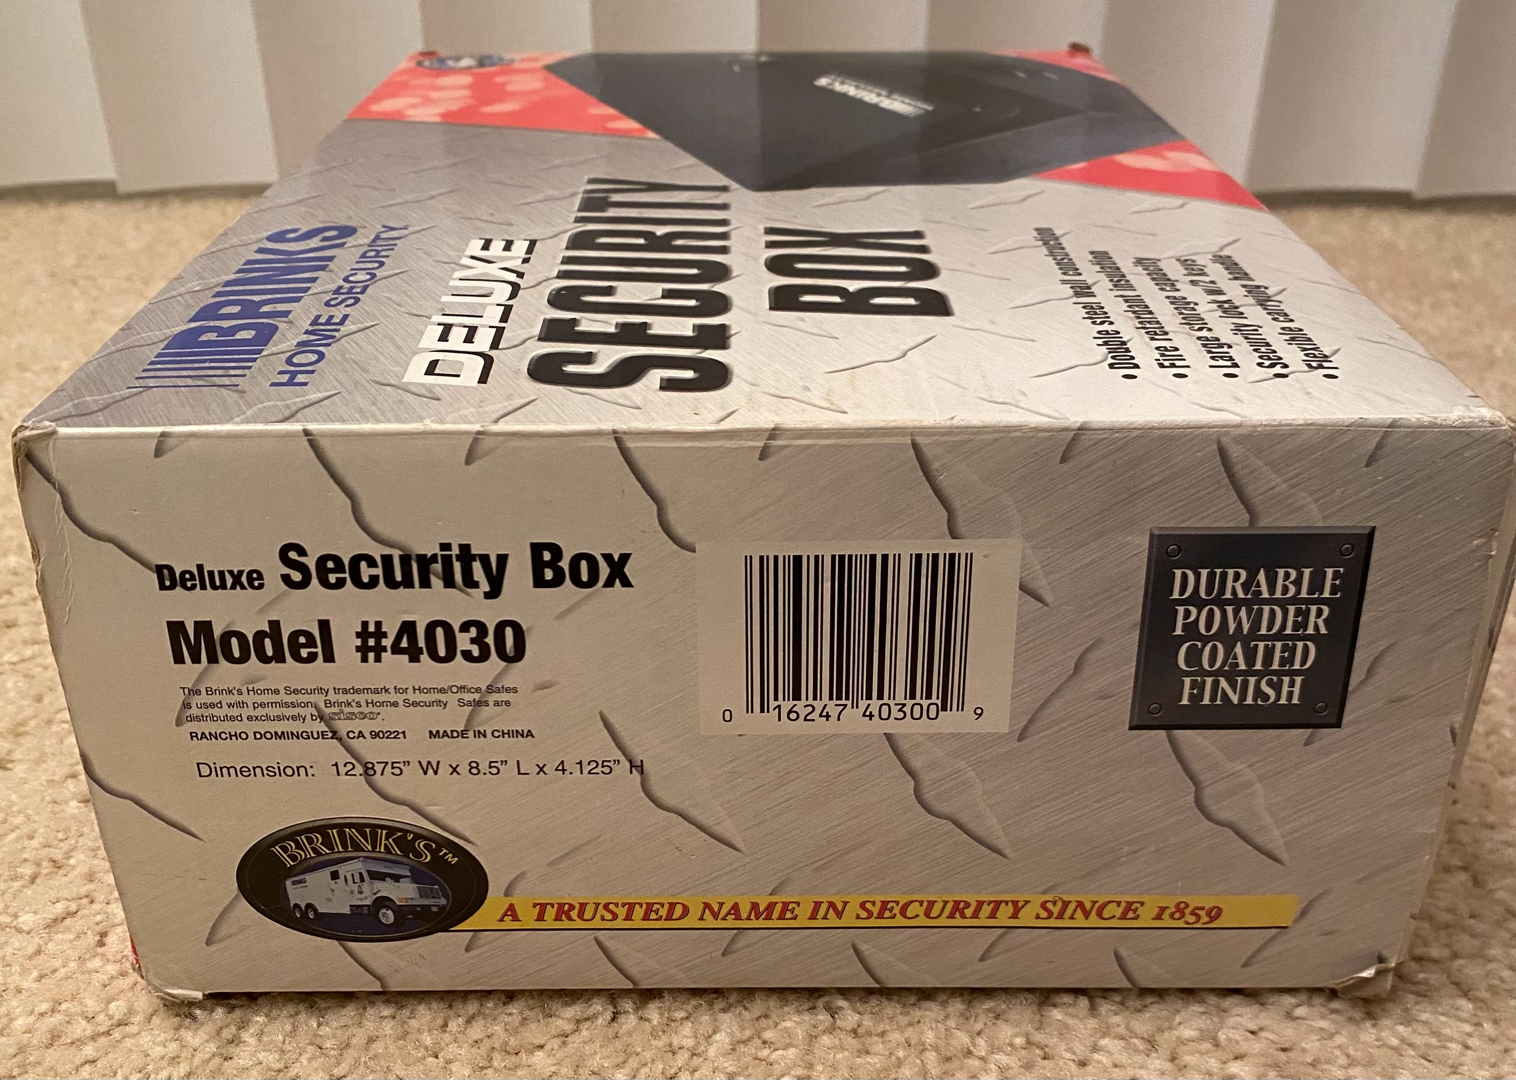 BRINKS
HOME SECURITY
DELUXE
SECURITY
BOX
• Double steel wall construction
• Fire retardant insulation
• Large storage capacity
• Security lock w/2 keys
• Flexible carrying handle
BRINKS
Deluxe Security Box
Model #4030
The Brink's Home Security trademark for Home/Office Safes
is used with permission. Brink's Home Security Safes are
distributed exclusively by sisco.
RANCHO DOMINGUEZ, CA 90221 MADE IN CHINA
Dimension: 12.875" W x 8.5" L x 4.125" H
0 16247 40300 9
DURABLE
POWDER
COATED
FINISH
BRINK'S™
A TRUSTED NAME IN SECURITY SINCE 1859